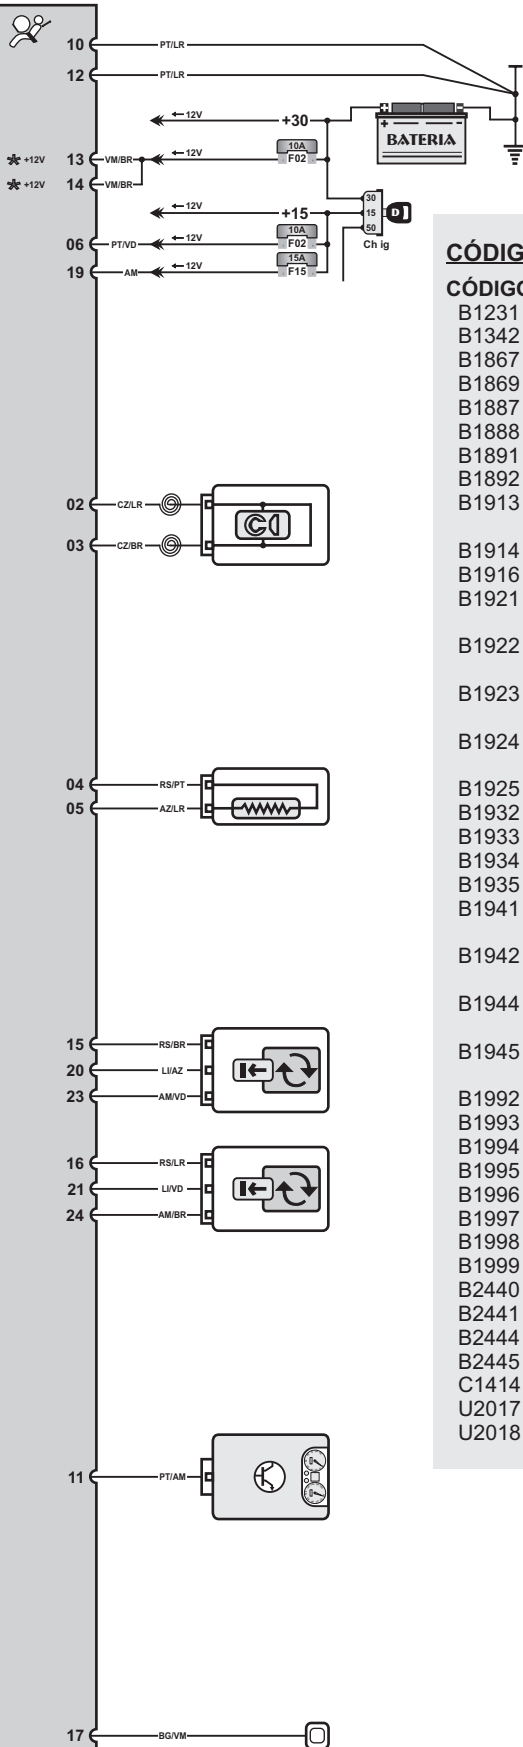 10 PT/LR
12 PT/LR
12V +30
BATERIA
10A
+12V 13 VM/BR 12V F02
+12V 14 VM/BR
30
12V +15 15 D
50
10A
06 PT/VD 12V F02 Ch ig
15A
19 AM 12V F15
02 CZ/LR
03 CZ/BR
04 RS/PT
05 AZ/LR
15 RS/BR
20 LI/AZ
23 AM/VD
16 RS/LR
21 LI/VD
24 AM/BR
11 PT/AM
17 BG/VM
CÓDIG
CÓDIGO
B1231
B1342
B1867
B1869
B1887
B1888
B1891
B1892
B1913
B1914
B1916
B1921
B1922
B1923
B1924
B1925
B1932
B1933
B1934
B1935
B1941
B1942
B1944
B1945
B1992
B1993
B1994
B1995
B1996
B1997
B1998
B1999
B2440
B2441
B2444
B2445
C1414
U2017
U2018